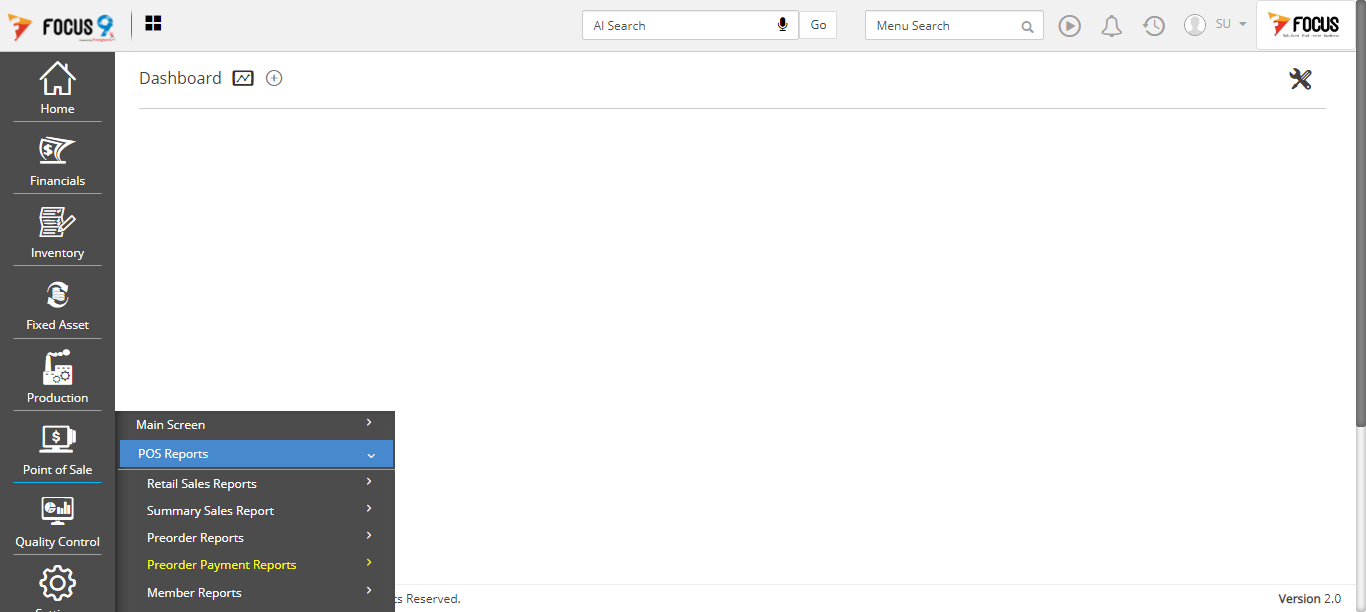 FOCUS 9
AI Search
Go
Menu Search
SU
FOCUS
Dashboard
Home
Financials
Inventory
Fixed Asset
Production
Point of Sale
Quality Control
Main Screen
POS Reports
Retail Sales Reports
Summary Sales Report
Preorder Reports
Preorder Payment Reports
Member Reports
ts Reserved.
Version 2.0